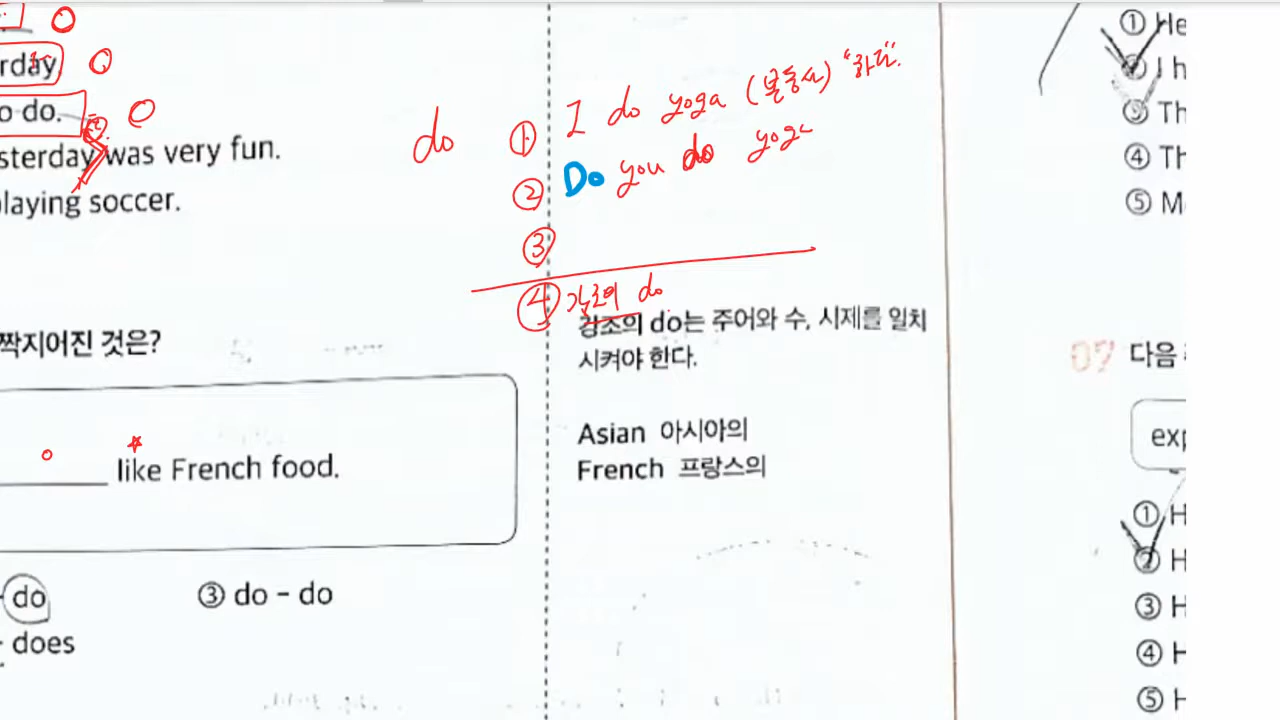 rday.
o do.
sterday was very fun.
playing soccer.
짝지어진 것은?
like French food.
do
③ do – do
does
do ① I do yoga (본동사) "하다".
② Do you do yoga
③
④ 강조의 do
강조의 do는 주어와 수, 시제를 일치
시켜야 한다.
Asian 아시아의
French 프랑스의
① He
② I h
③ Th
④ Th
⑤ M
07 다음
exp
① H
② H
③ H
④ H
⑤ H